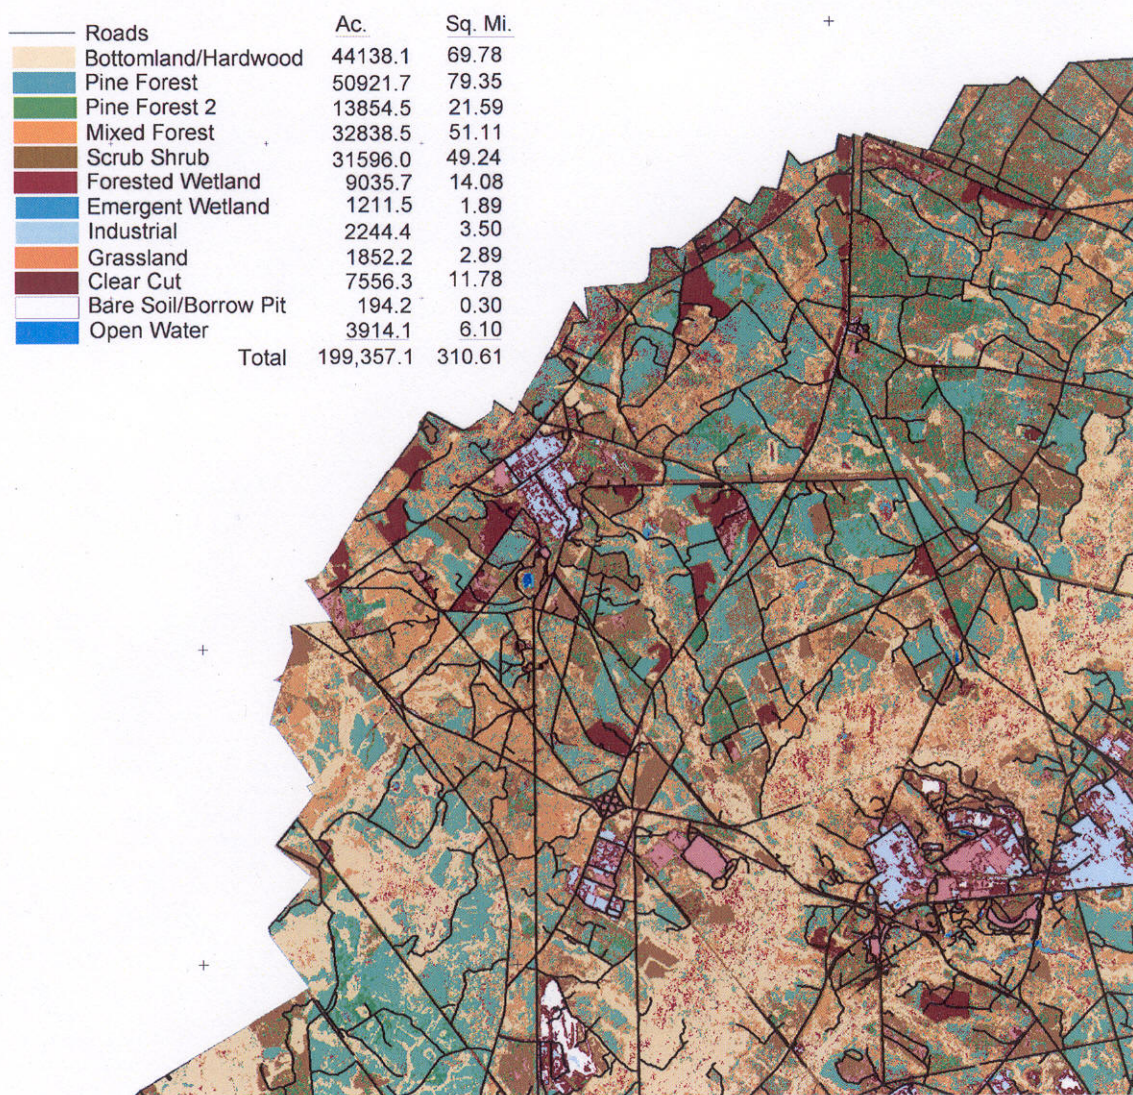 Ac. Sq. Mi.
Roads
Bottomland/Hardwood 44138.1 69.78
Pine Forest 50921.7 79.35
Pine Forest 2 13854.5 21.59
Mixed Forest 32838.5 51.11
Scrub Shrub 31596.0 49.24
Forested Wetland 9035.7 14.08
Emergent Wetland 1211.5 1.89
Industrial 2244.4 3.50
Grassland 1852.2 2.89
Clear Cut 7556.3 11.78
Bare Soil/Borrow Pit 194.2 0.30
Open Water 3914.1 6.10
Total 199,357.1 310.61